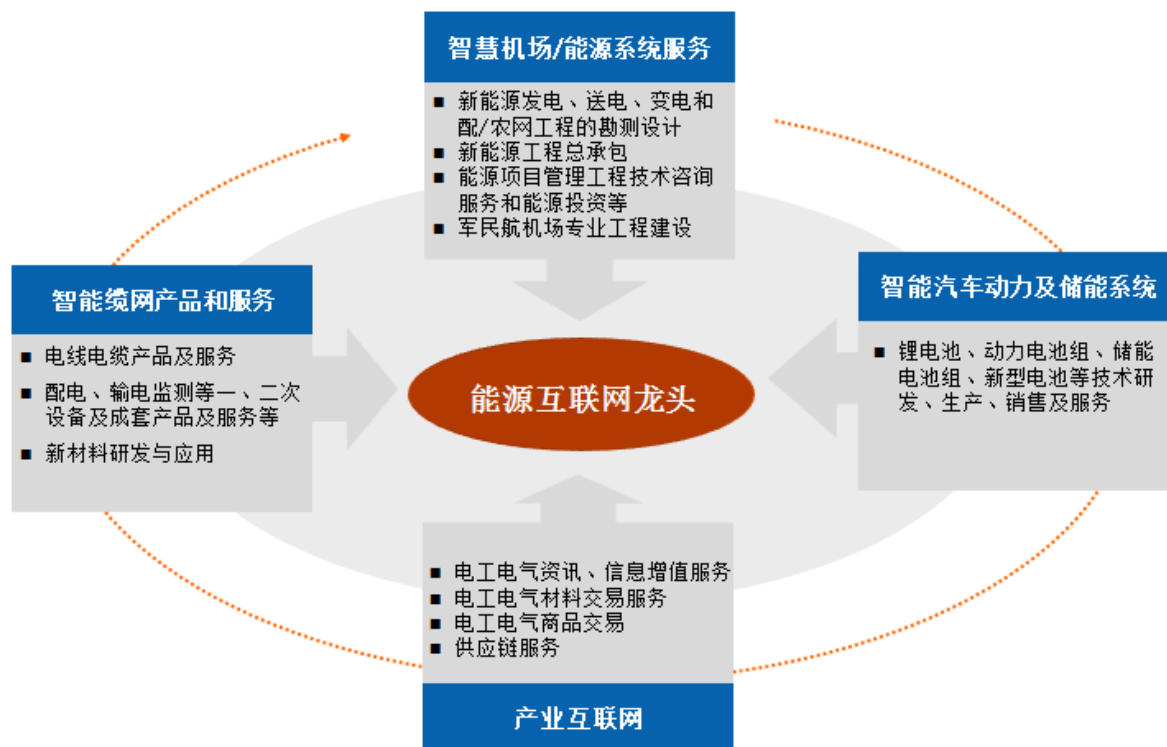 智慧机场/能源系统服务
■ 新能源发电、送电、变电和
配/农网工程的勘测设计
■ 新能源工程总承包
■ 能源项目管理工程技术咨询
服务和能源投资等
■ 军民航机场专业工程建设
智能缆网产品和服务
■ 电线电缆产品及服务
■ 配电、输电监测等一、二次
设备及成套产品及服务等
■ 新材料研发与应用
能源互联网龙头
智能汽车动力及储能系统
■ 锂电池、动力电池组、储能
电池组、新型电池等技术研
发、生产、销售及服务
■ 电工电气资讯、信息增值服务
■ 电工电气材料交易服务
■ 电工电气商品交易
■ 供应链服务
产业互联网